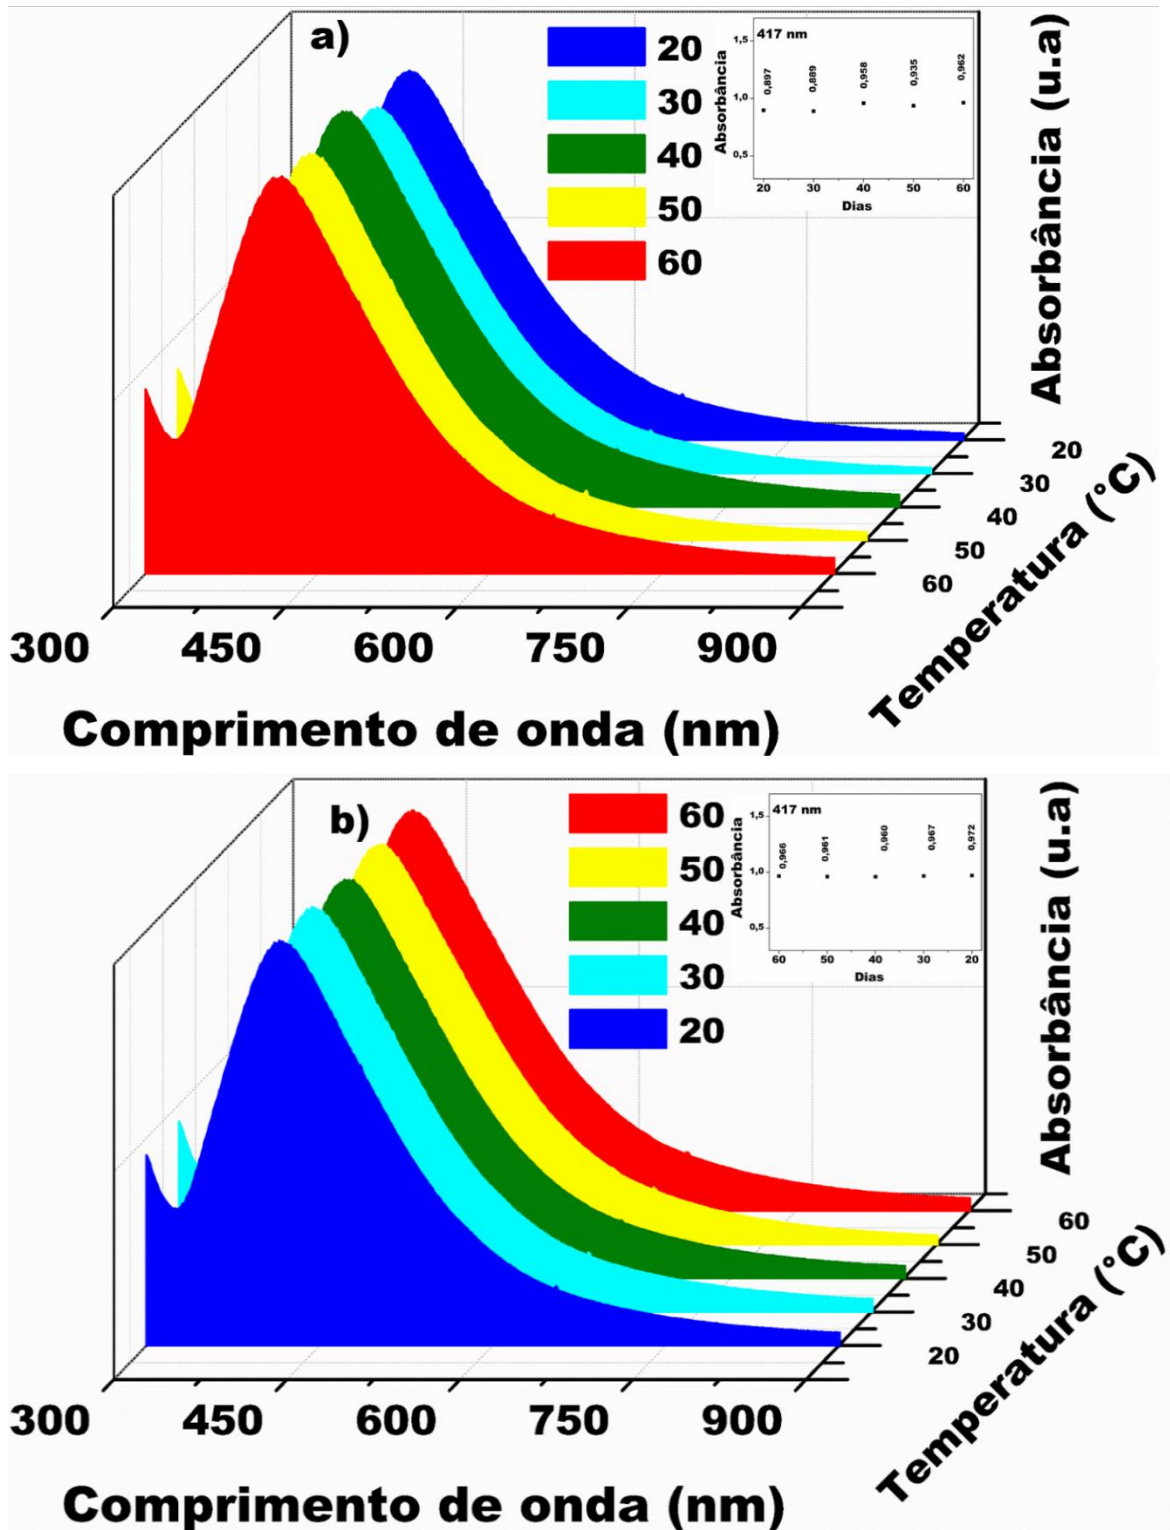 a)
20
30
40
50
60
417 nm
Absorbância
1,5
1,0
0,5
0,897
0,889
0,958
0,935
0,962
20 30 40 50 60
Dias
Absorbância (u.a)
20
30
40
50
60
Temperatura (°C)
300 450 600 750 900
Comprimento de onda (nm)
b)
60
50
40
30
20
417 nm
Absorbância
1,5
1,0
0,5
0,966
0,961
0,960
0,967
0,972
60 50 40 30 20
Dias
Absorbância (u.a)
60
50
40
30
20
Temperatura (°C)
300 450 600 750 900
Comprimento de onda (nm)